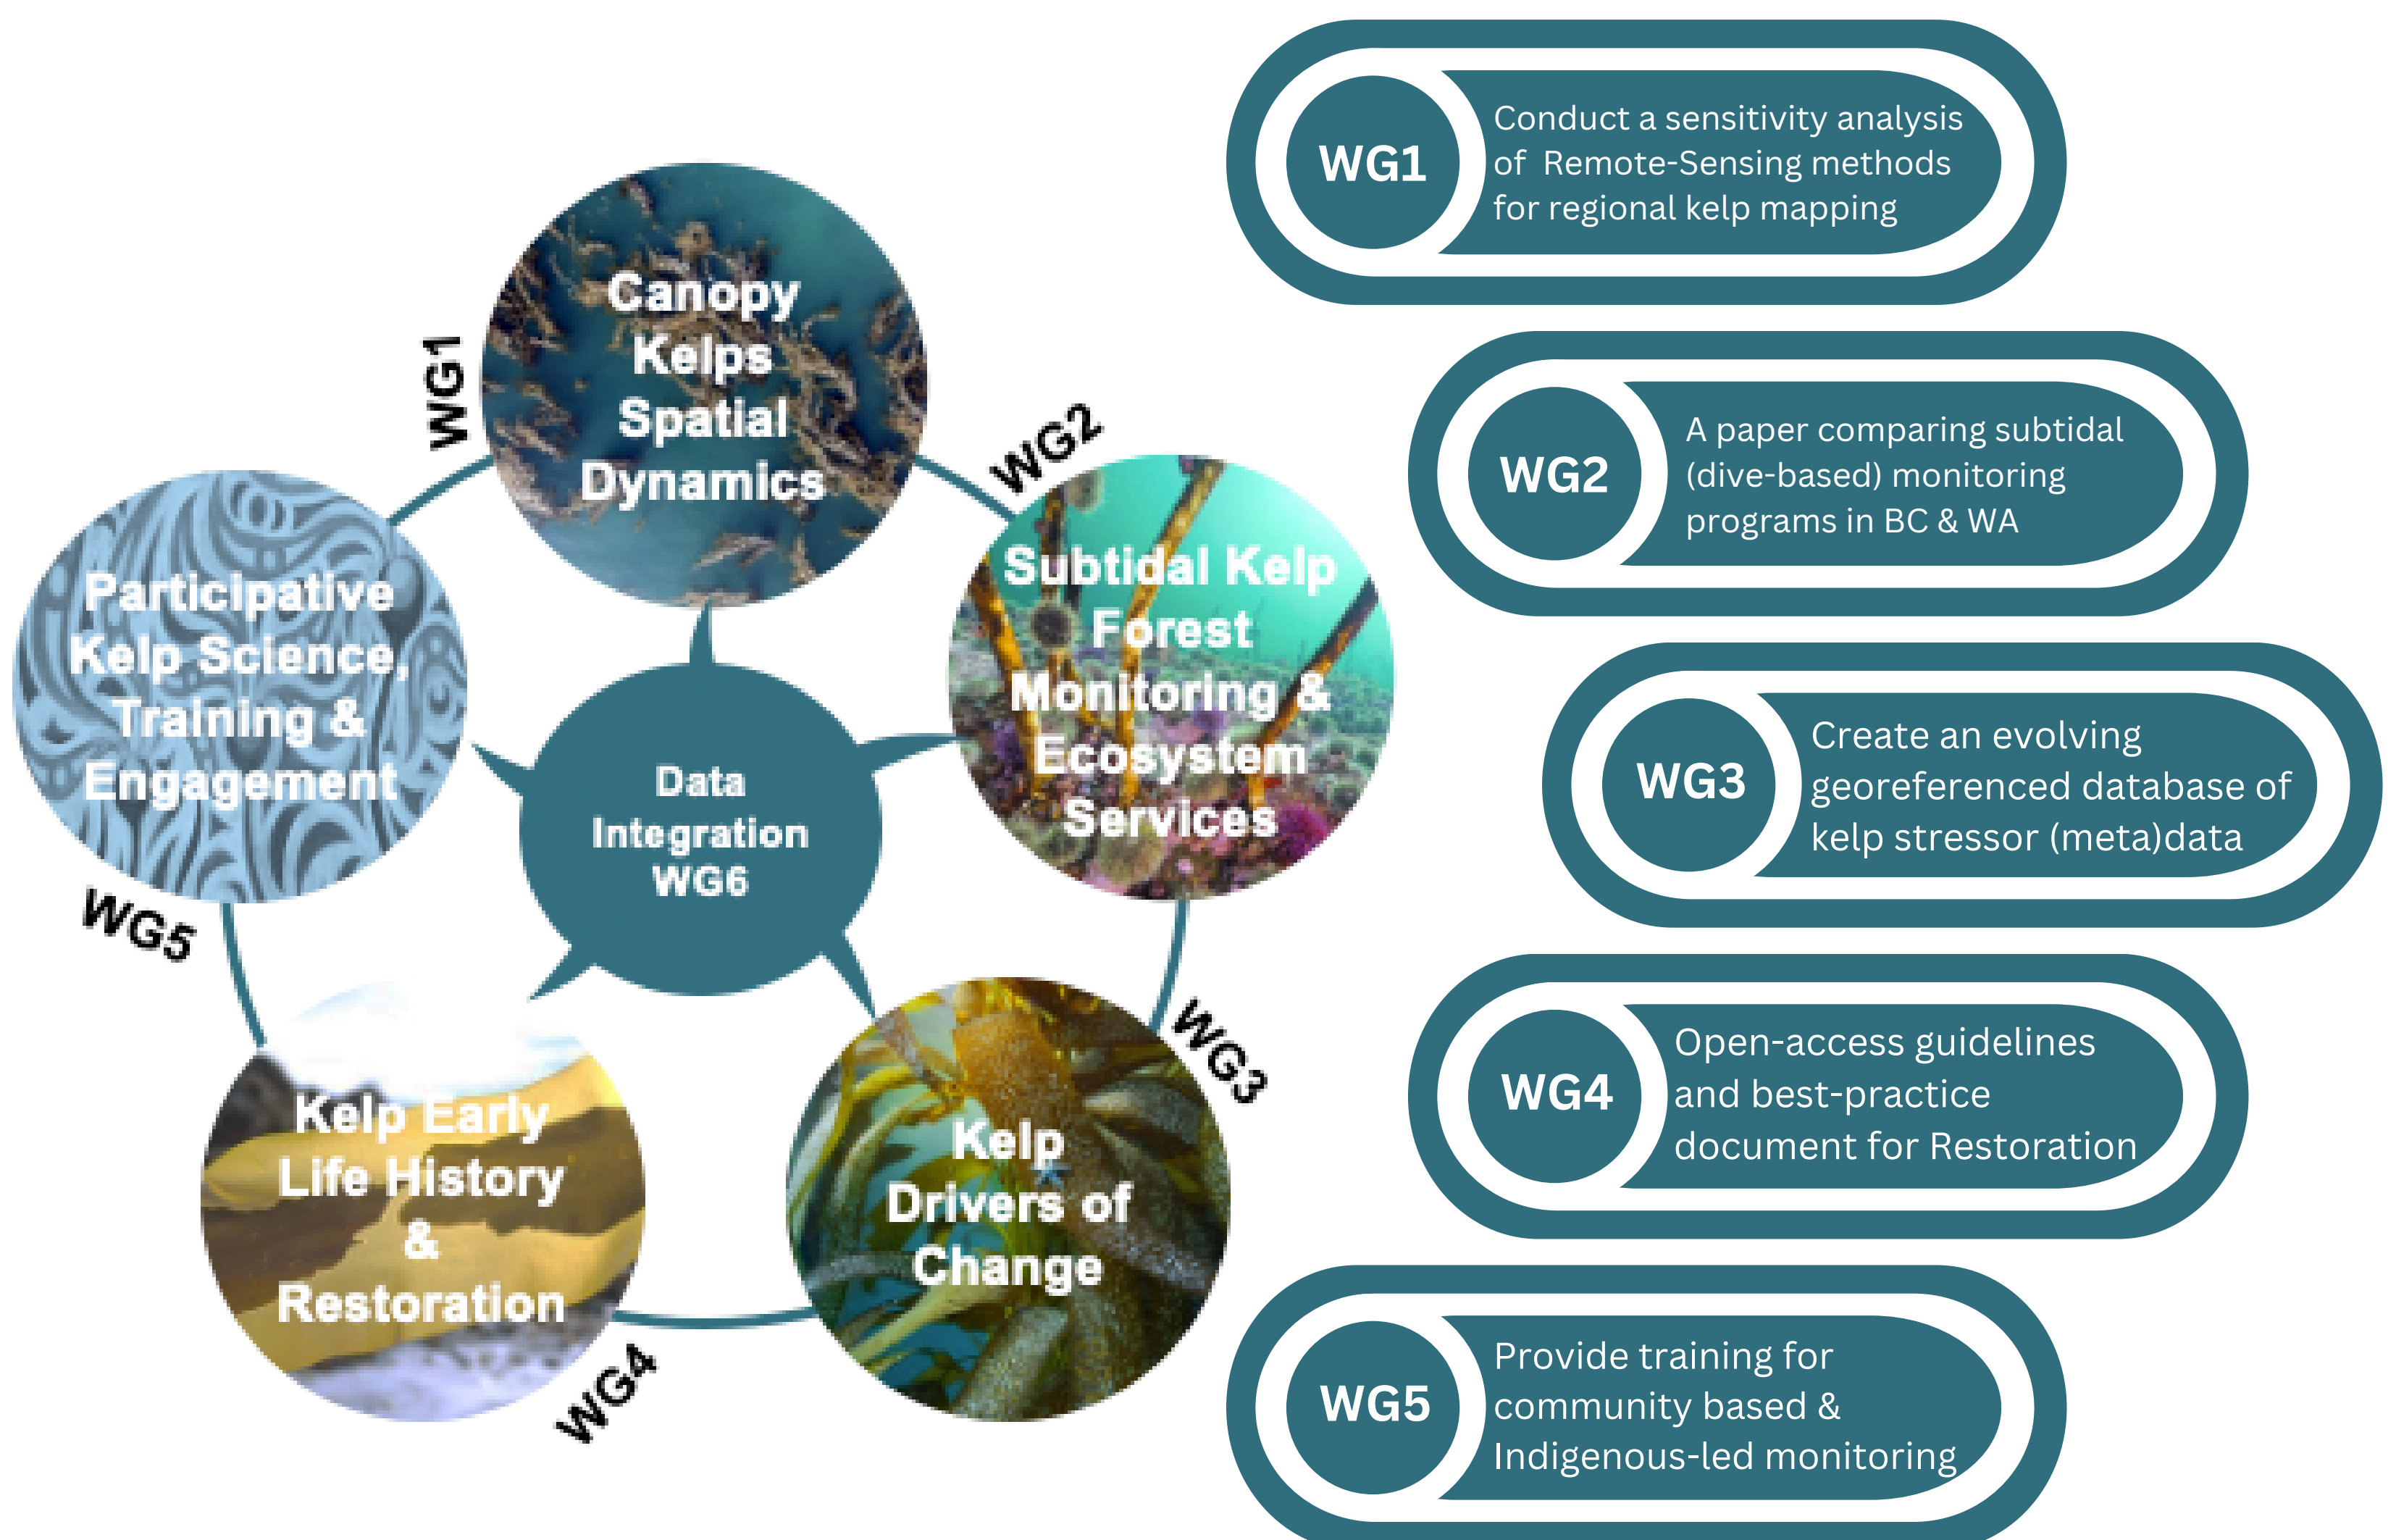 WG1
Canopy
Kelps
Spatial
Dynamics
WG2
Subtidal Kelp
Forest
Monitoring &
Ecosystem
Services
WG3
Kelp
Drivers of
Change
WG4
Kelp Early
Life History
&
Restoration
WG5
Participative
Kelp Science,
Training &
Engagement
Data
Integration
WG6
WG1
Conduct a sensitivity analysis
of Remote-Sensing methods
for regional kelp mapping
WG2
A paper comparing subtidal
(dive-based) monitoring
programs in BC & WA
WG3
Create an evolving
georeferenced database of
kelp stressor (meta)data
WG4
Open-access guidelines
and best-practice
document for Restoration
WG5
Provide training for
community based &
Indigenous-led monitoring